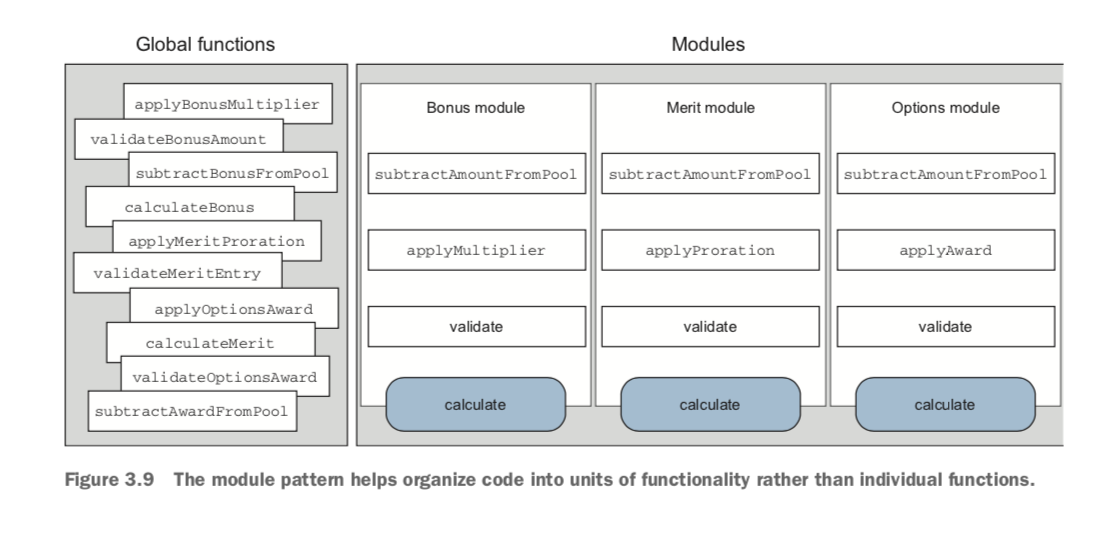 Global functions
Modules
applyBonusMultiplier
validateBonusAmount
subtractBonusFromPool
calculateBonus
applyMeritProration
validateMeritEntry
applyOptionsAward
calculateMerit
validateOptionsAward
subtractAwardFromPool
Bonus module
subtractAmountFromPool
applyMultiplier
validate
calculate
Merit module
subtractAmountFromPool
applyProration
validate
calculate
Options module
subtractAmountFromPool
applyAward
validate
calculate
Figure 3.9 The module pattern helps organize code into units of functionality rather than individual functions.